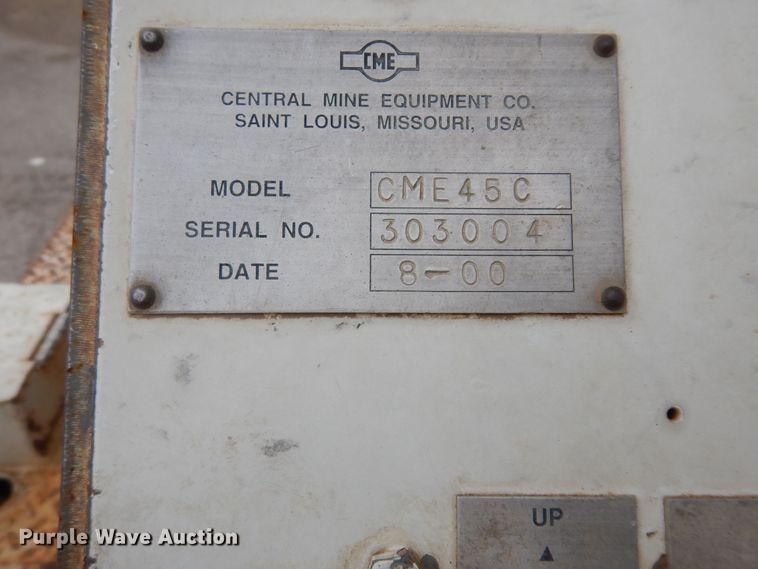 CME
CENTRAL MINE EQUIPMENT CO.
SAINT LOUIS, MISSOURI, USA
MODEL CME45C
SERIAL NO. 303004
DATE 8-00
UP
Purple Wave Auction